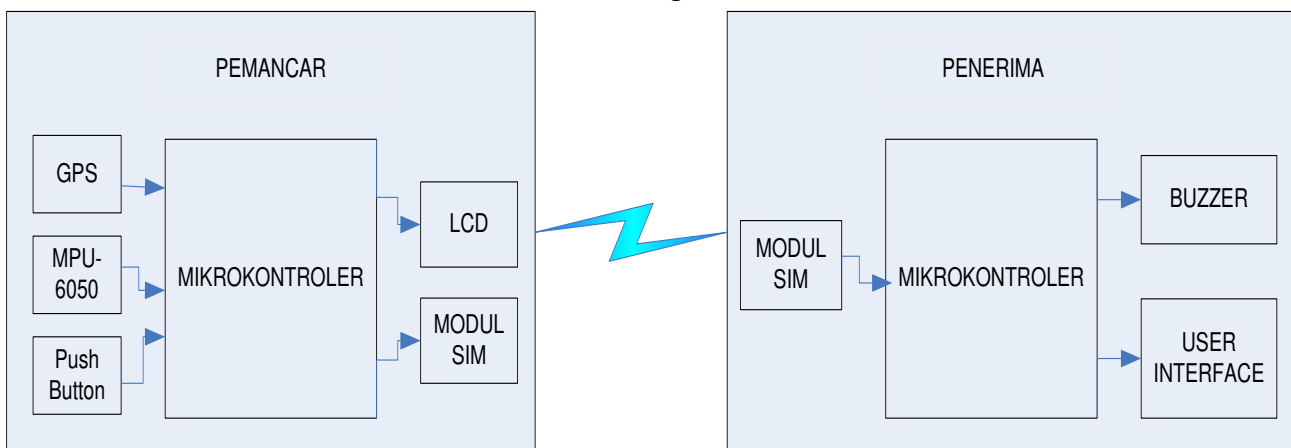 PEMANCAR
GPS
MPU-
6050
Push
Button
MIKROKONTROLER
LCD
MODUL
SIM
PENERIMA
MODUL
SIM
MIKROKONTROLER
BUZZER
USER
INTERFACE